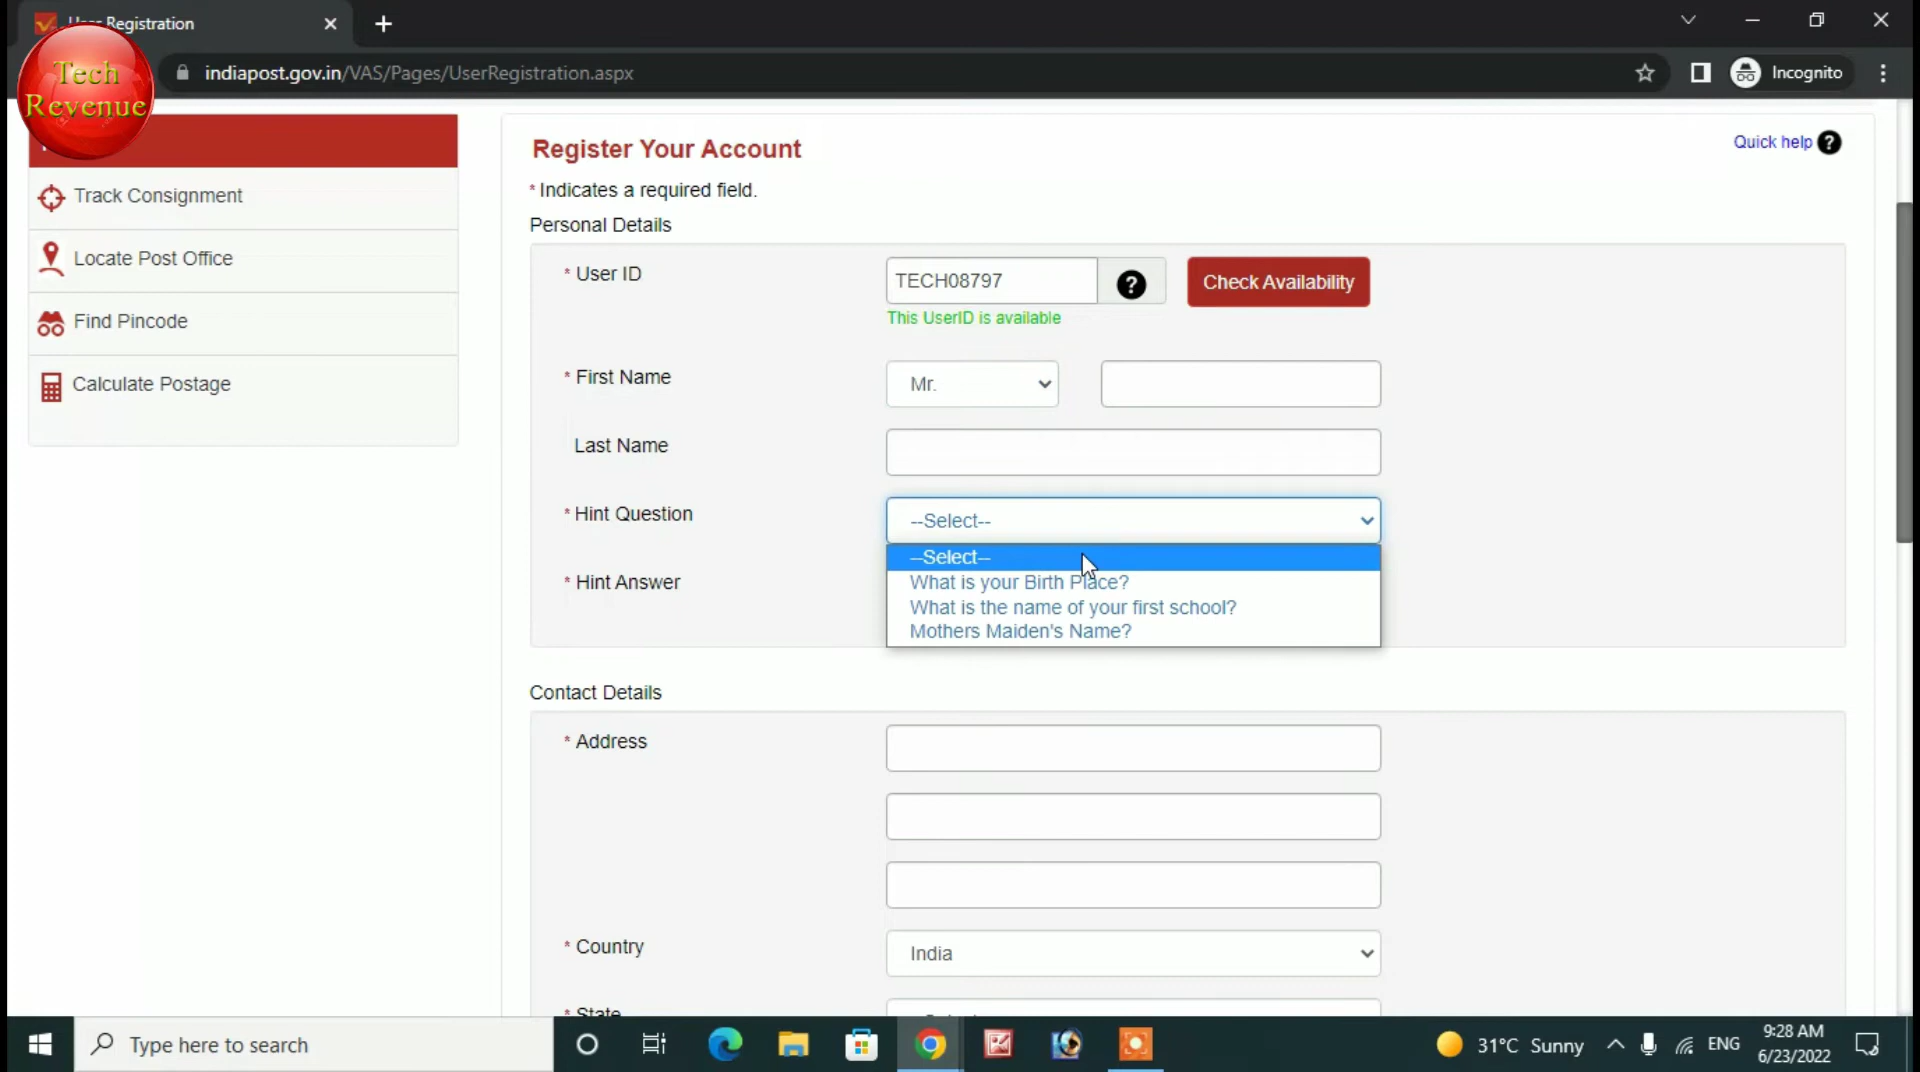 User Registration
indiapost.gov.in/VAS/Pages/UserRegistration.aspx
Incognito
Tech
Revenue
Track Consignment
Locate Post Office
Find Pincode
Calculate Postage
Register Your Account
Quick help ?
* Indicates a required field.
Personal Details
* User ID
TECH08797
?
Check Availability
This UserID is available
* First Name
Mr.
Last Name
* Hint Question
--Select--
--Select--
What is your Birth Place?
What is the name of your first school?
Mothers Maiden's Name?
* Hint Answer
Contact Details
* Address
* Country
India
* State
Type here to search
31°C Sunny
ENG
9:28 AM
6/23/2022